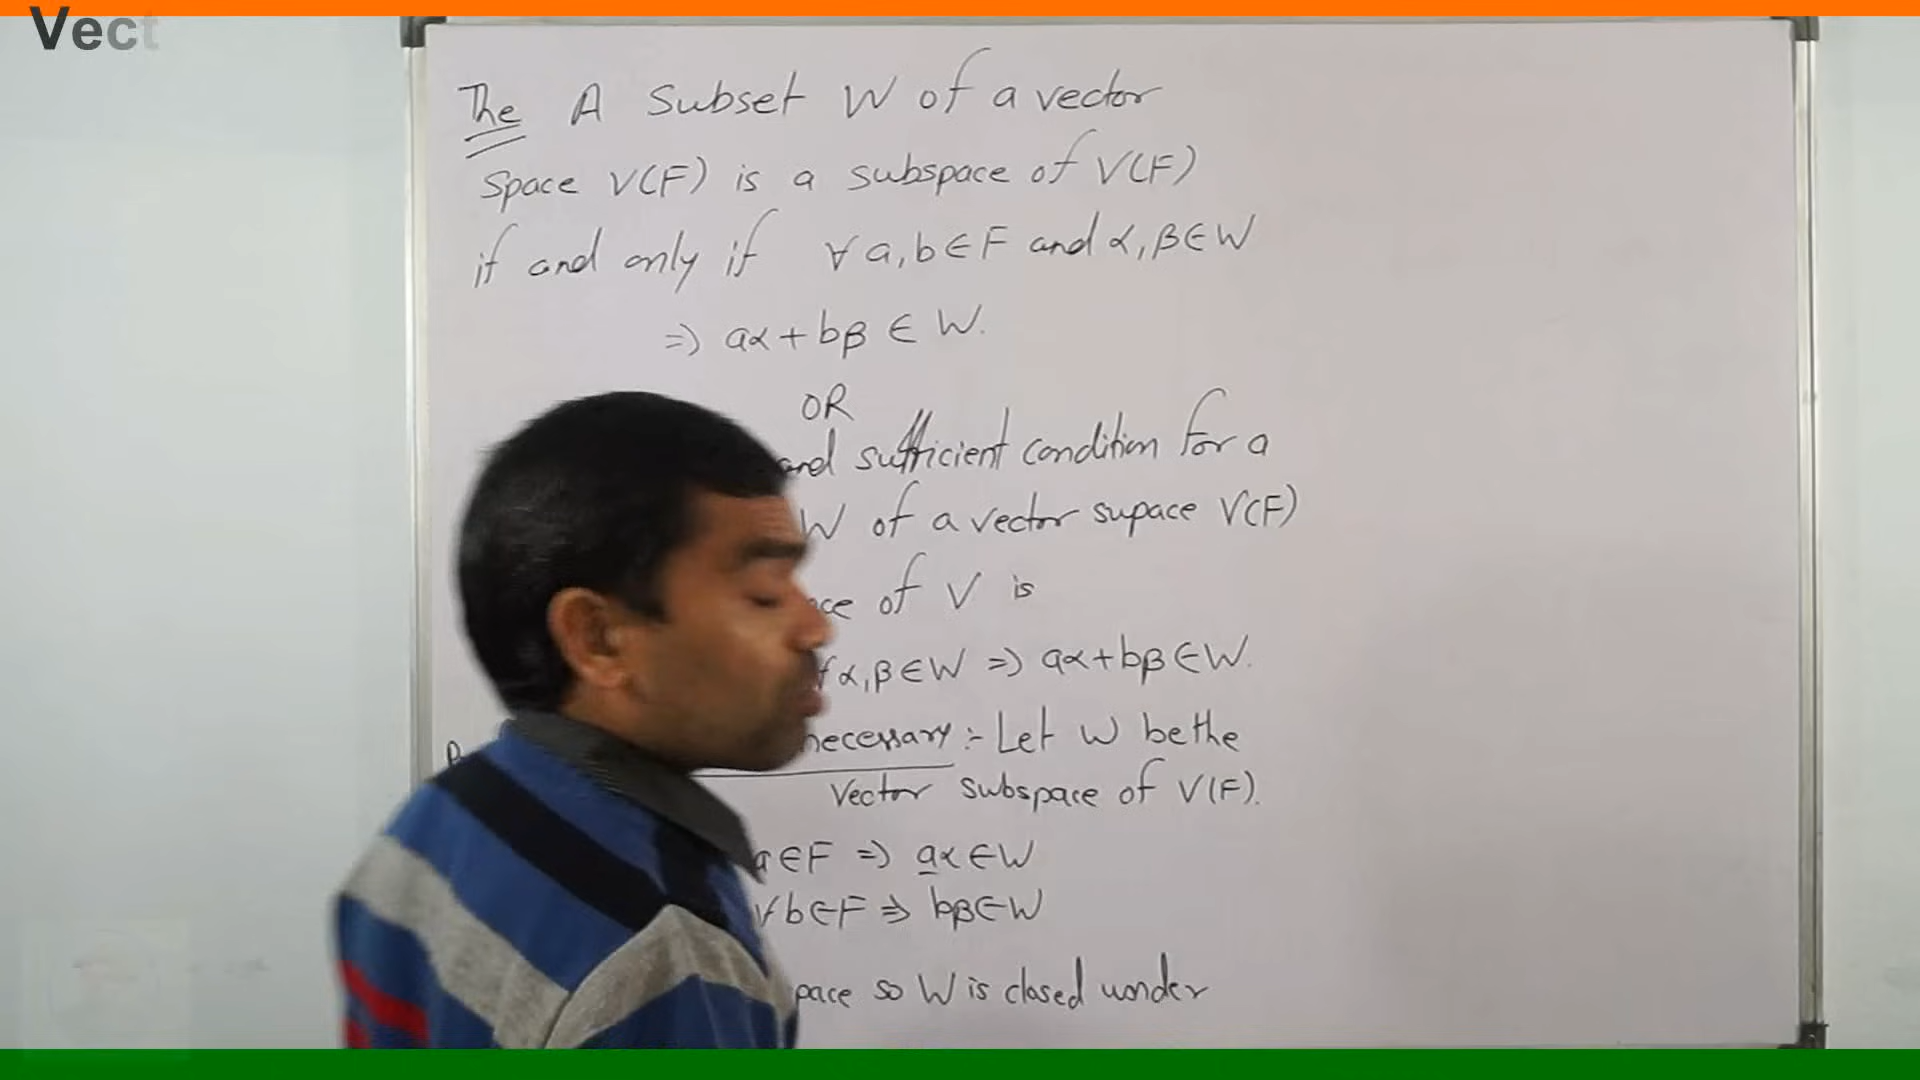 Vect
The A Subset W of a vector
Space V(F) is a subspace of V(F)
if and only if ∀ a, b ∈ F and α, β ∈ W
⇒ aα + bβ ∈ W.
OR
and sufficient condition for a
W of a vector supace V(F)
of V is
α, β ∈ W ⇒ aα + bβ ∈ W.
necessary :- Let W be the
Vector subspace of V(F).
a ∈ F ⇒ aα ∈ W
∀ b ∈ F ⇒ bβ ∈ W
so W is closed under